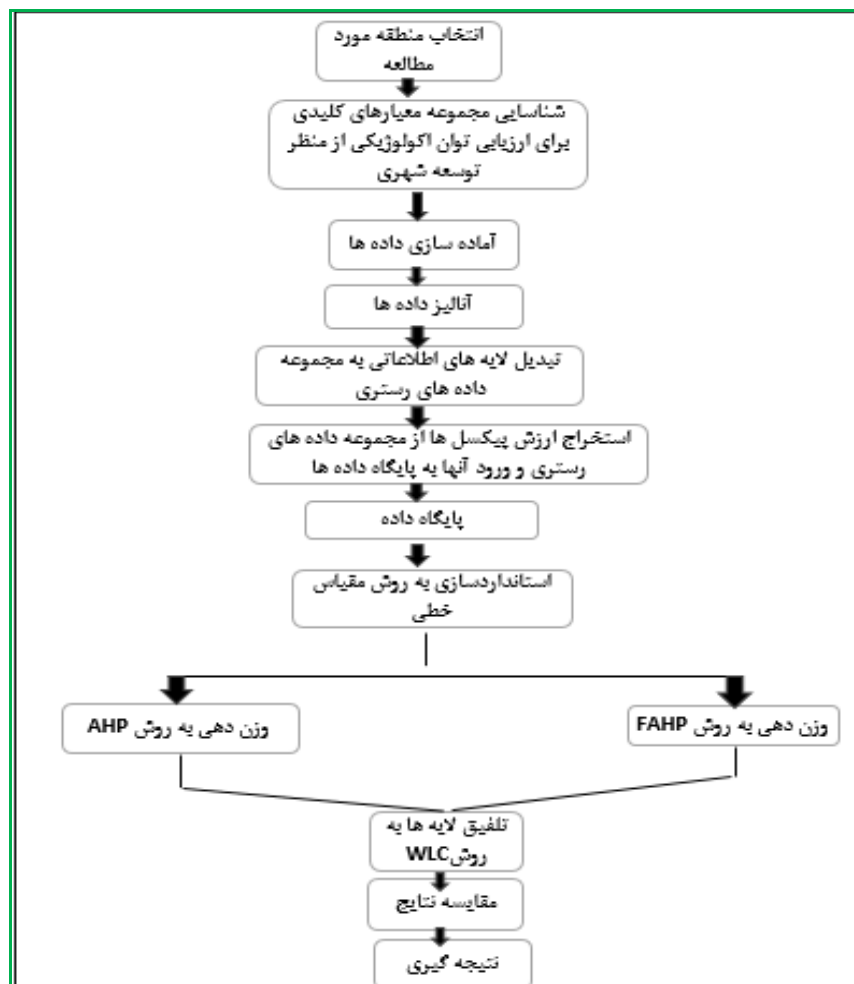 انتخاب منطقه مورد
مطالعه
شناسایی مجموعه معیارهای کلیدی
برای ارزیابی توان اکولوژیکی از منظر
توسعه شهری
آماده سازی داده ها
آنالیز داده ها
تبدیل لایه های اطلاعاتی به مجموعه
داده های رستری
استخراج ارزش پیکسل ها از مجموعه داده های
رستری و ورود آنها به پایگاه داده ها
پایگاه داده
استانداردسازی به روش مقیاس
خطی
وزن دهی به روش FAHP
وزن دهی به روش AHP
تلفیق لایه ها به
روشWLC
مقایسه نتایج
نتیجه گیری